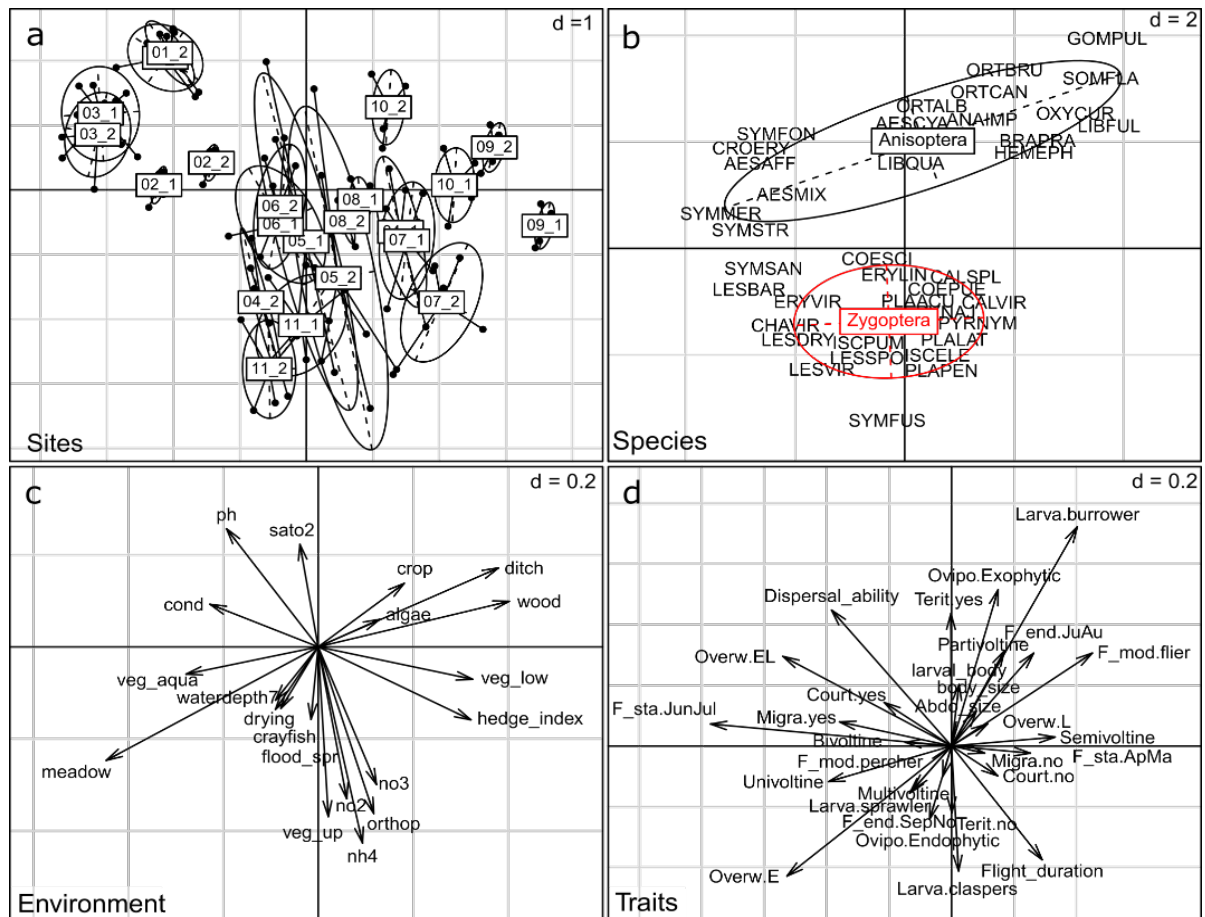 a
d =1
01_2
03_1
03_2
02_2
02_1
10_2
09_2
10_1
09_1
08_1
06_2
06_1
08_2
05_1
07_1
05_2
07_2
04_2
11_1
11_2
Sites
b
d = 2
GOMPUL
ORTBRU
SOMFLA
ORTCAN
ORTALB
OXYCUR
ANAIMP
AESCYA
LIBFUL
SYMFON
BRAPRA
Anisoptera
CROERY
HEMEPH
AESAFF
LIBQUA
AESMIX
SYMMER
SYMSTR
COESCI
SYMSAN
ERYLIN
CALSPL
LESBAR
COEPUE
ERYVIR
PLAACU
CALVIR
NAJ
CHAVIR
Zygoptera
PYRNYM
LESDRY
ISCPUM
PLALAT
LESSPO
ISCELE
LESVIR
PLAPEN
SYMFUS
Species
c
d = 0.2
ph
sato2
crop
ditch
cond
algae
wood
veg_aqua
veg_low
waterdepth7
drying
hedge_index
crayfish
flood_spr
meadow
no3
no2
orthop
veg_up
nh4
Environment
d
d = 0.2
Larva.burrower
Ovipo.Exophytic
Dispersal_ability
Terit.yes
F_end.JuAu
Partivoltine
F_mod.flier
Overw.EL
larval_body
body_size
Court.yes
Abdo_size
F_sta.JunJul
Migra.yes
Overw.L
Bivoltine
Semivoltine
F_mod.percher
Migra.no
F_sta.ApMa
Univoltine
Court.no
Multivoltine
Larva.sprawler
F_end.SepNo
Terit.no
Ovipo.Endophytic
Overw.E
Flight_duration
Larva.claspers
Traits